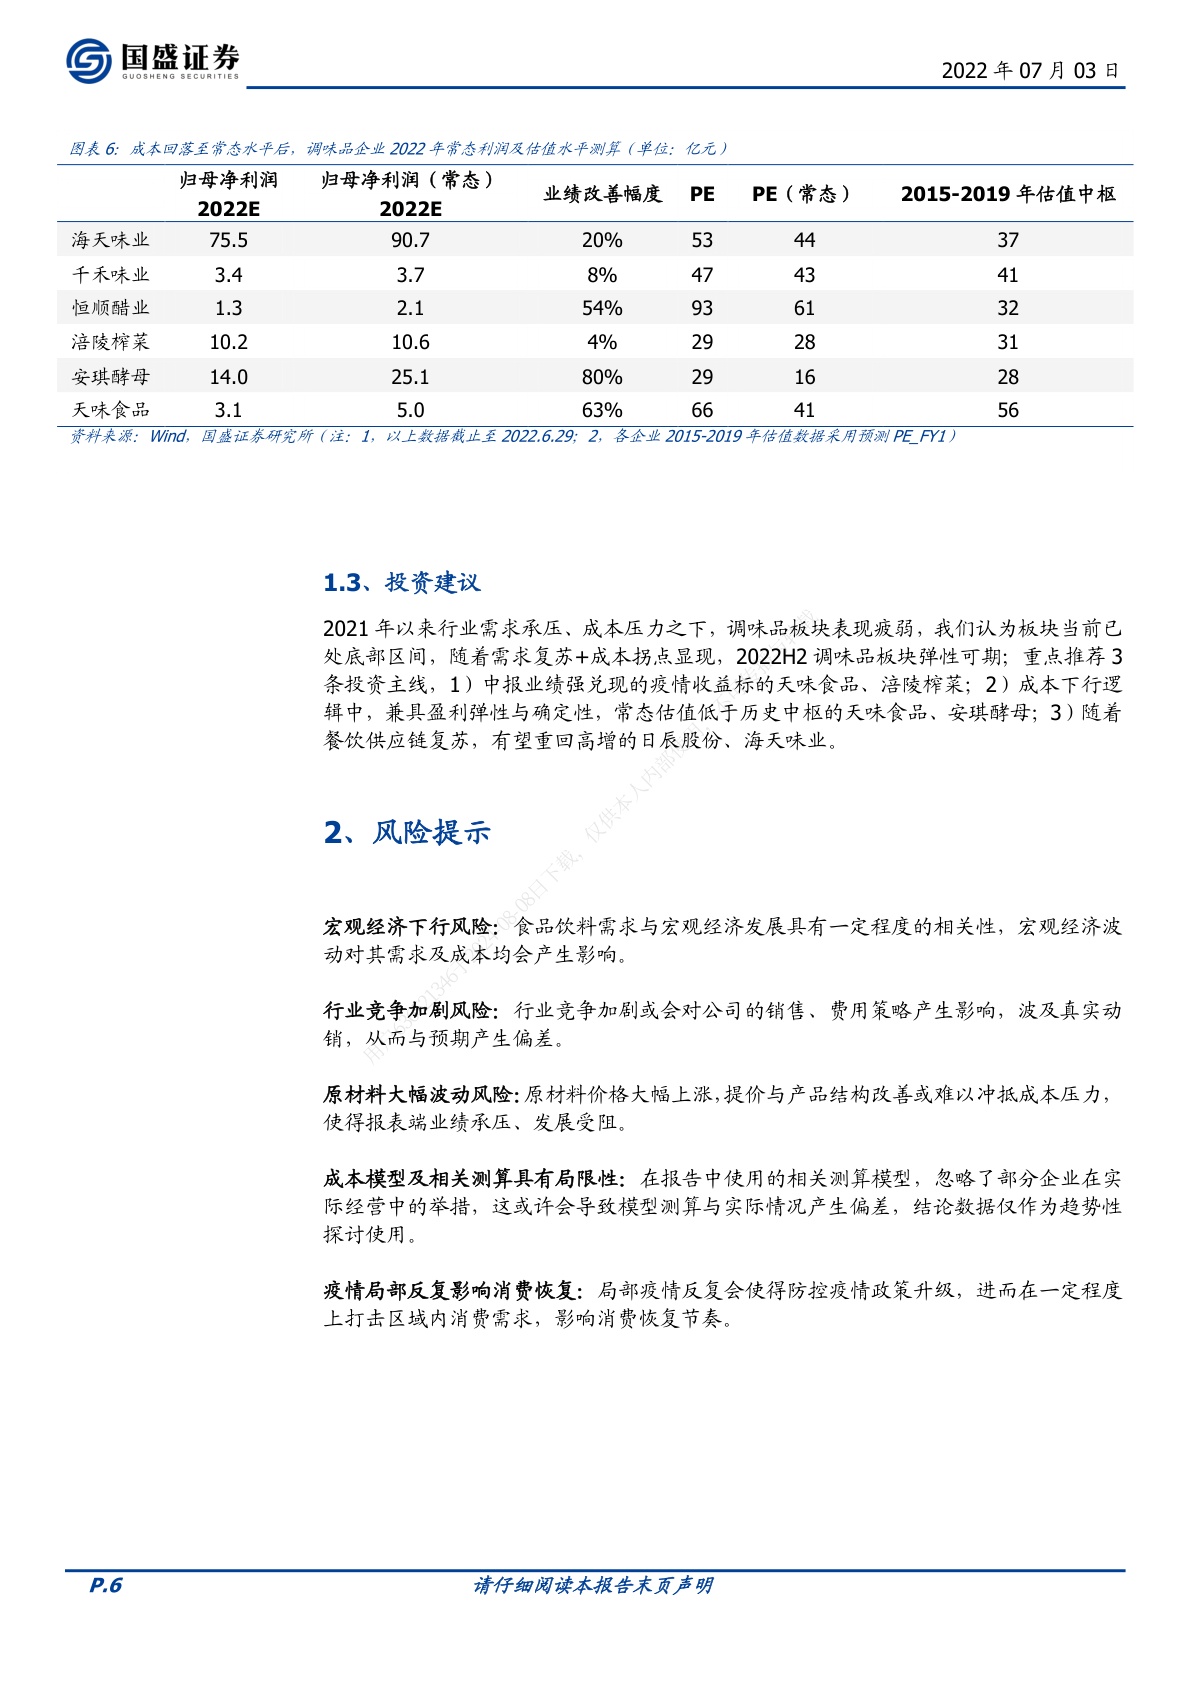 国盛证券
GUOSHENG SECURITIES
2022 年 07 月 03 日
图表 6：成本回落至常态水平后，调味品企业 2022 年常态利润及估值水平测算（单位：亿元）
归母净利润 2022E 归母净利润（常态） 2022E 业绩改善幅度 PE PE（常态） 2015-2019 年估值中枢
海天味业 75.5 90.7 20% 53 44 37
千禾味业 3.4 3.7 8% 47 43 41
恒顺醋业 1.3 2.1 54% 93 61 32
涪陵榨菜 10.2 10.6 4% 29 28 31
安琪酵母 14.0 25.1 80% 29 16 28
天味食品 3.1 5.0 63% 66 41 56
资料来源：Wind，国盛证券研究所（注：1，以上数据截止至 2022.6.29；2，各企业 2015-2019 年估值数据采用预测 PE_FY1）
1.3、投资建议
2021 年以来行业需求承压、成本压力之下，调味品板块表现疲弱，我们认为板块当前已
处底部区间，随着需求复苏+成本拐点显现，2022H2 调味品板块弹性可期；重点推荐 3
条投资主线，1）中报业绩强兑现的疫情收益标的天味食品、涪陵榨菜；2）成本下行逻
辑中，兼具盈利弹性与确定性，常态估值低于历史中枢的天味食品、安琪酵母；3）随着
餐饮供应链复苏，有望重回高增的日辰股份、海天味业。
2、风险提示
宏观经济下行风险：食品饮料需求与宏观经济发展具有一定程度的相关性，宏观经济波
动对其需求及成本均会产生影响。
行业竞争加剧风险：行业竞争加剧或会对公司的销售、费用策略产生影响，波及真实动
销，从而与预期产生偏差。
原材料大幅波动风险：原材料价格大幅上涨，提价与产品结构改善或难以冲抵成本压力，
使得报表端业绩承压、发展受阻。
成本模型及相关测算具有局限性：在报告中使用的相关测算模型，忽略了部分企业在实
际经营中的举措，这或许会导致模型测算与实际情况产生偏差，结论数据仅作为趋势性
探讨使用。
疫情局部反复影响消费恢复：局部疫情反复会使得防控疫情政策升级，进而在一定程度
上打击区域内消费需求，影响消费恢复节奏。
08-08日下载，仅供本人内部
P.6
请仔细阅读本报告末页声明